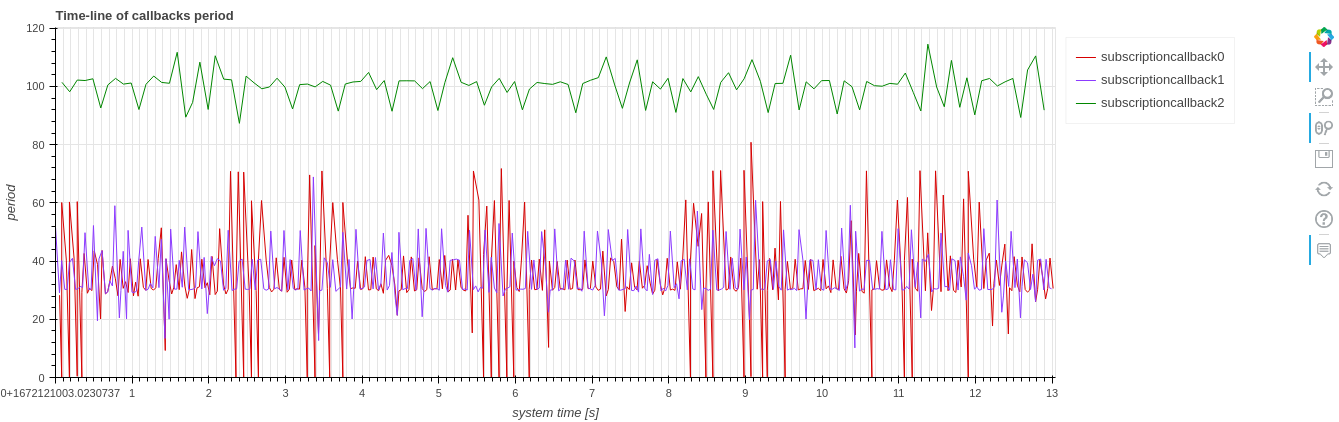 Time-line of callbacks period
120
100
80
60
40
20
0
period
0+1672121003.0230737 1 2 3 4 5 6 7 8 9 10 11 12 13
system time [s]
subscriptioncallback0
subscriptioncallback1
subscriptioncallback2